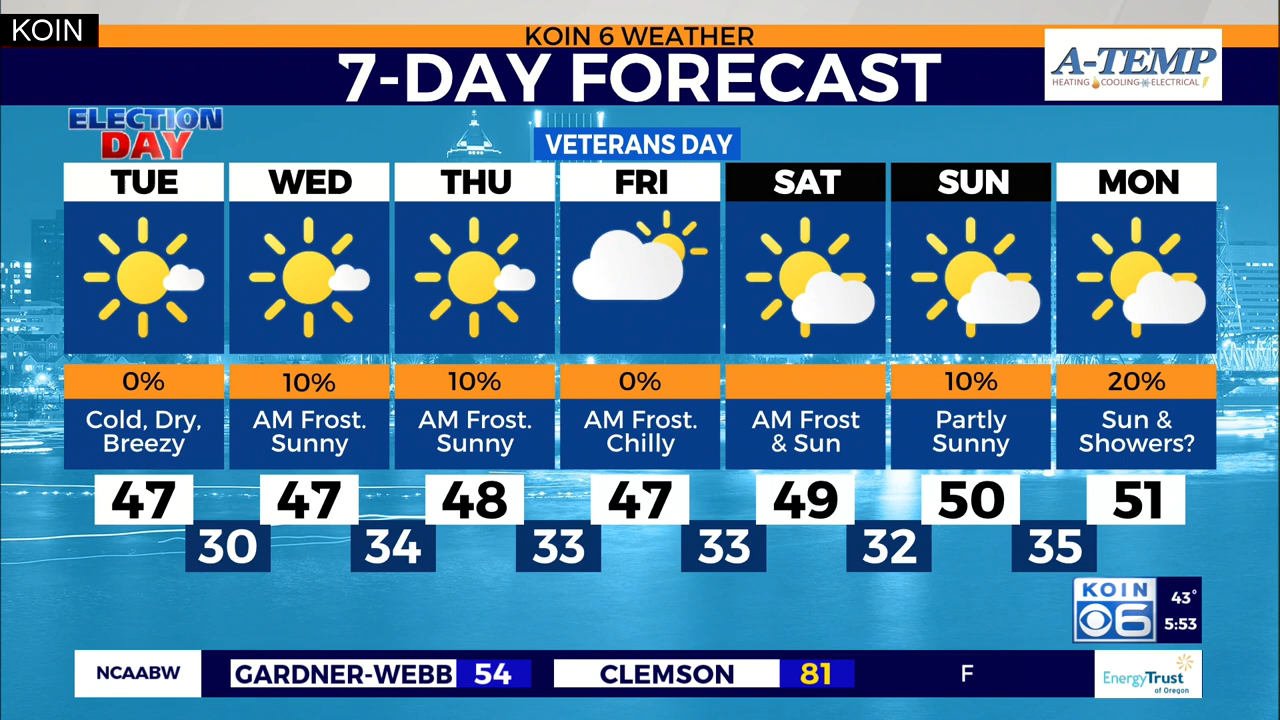 KOIN
KOIN 6 WEATHER
7-DAY FORECAST
A-TEMP
HEATING COOLING ELECTRICAL
ELECTION
DAY
VETERANS DAY
TUE WED THU FRI SAT SUN MON
0% 10% 10% 0% 10% 20%
Cold, Dry,
Breezy
AM Frost.
Sunny
AM Frost.
Sunny
AM Frost.
Chilly
AM Frost
& Sun
Partly
Sunny
Sun &
Showers?
47 47 48 47 49 50 51
30 34 33 33 32 35
KOIN
6
43°
5:53
NCAABW GARDNER-WEBB 54 CLEMSON 81 F
EnergyTrust
of Oregon